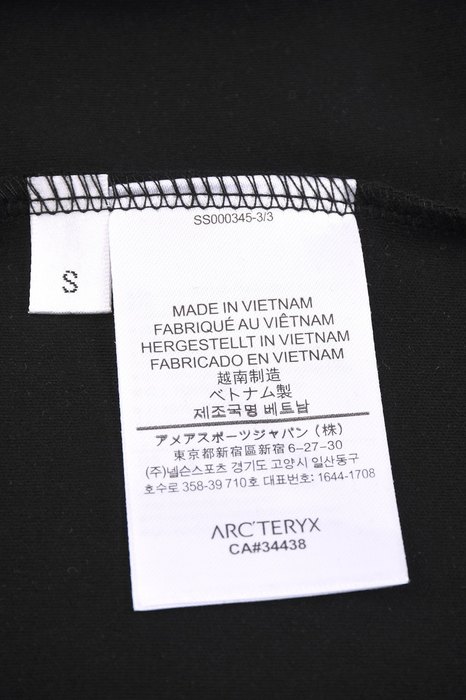 S
SS000345-3/3
MADE IN VIETNAM
FABRIQUÉ AU VIÊTNAM
HERGESTELLT IN VIETNAM
FABRICADO EN VIETNAM
越南制造
ベトナム製
제조국명 베트남
アメアスポーツジャパン（株）
東京都新宿區新宿 6-27-30
(주)넬슨스포츠 경기도 고양시 일산동구
호수로 358-39 710호 대표번호: 1644-1708
ARC'TERYX
CA#34438